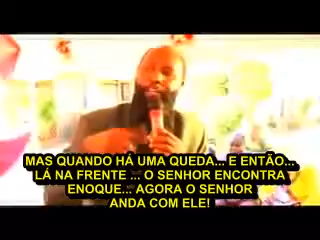 MAS QUANDO HÁ UMA QUEDA... E ENTÃO...
LÁ NA FRENTE ... O SENHOR ENCONTRA
ENOQUE... AGORA O SENHOR
ANDA COM ELE!